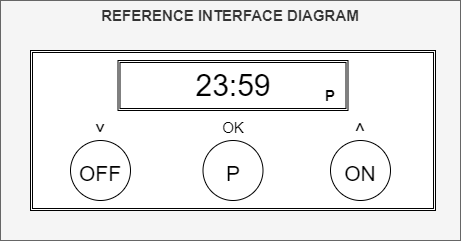 REFERENCE INTERFACE DIAGRAM
23:59 P
˅ OK ˄
OFF P ON